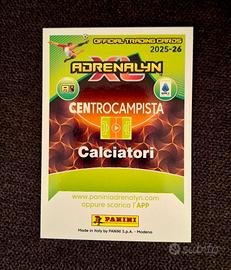 OFFICIAL TRADING CARDS
2025-26
ADRENALYN
XL
CENTROCAMPISTA
Calciatori
www.paniniadrenalyn.com
oppure scarica l'APP
PANINI
Made in Italy by PANINI S.p.A. - Modena
subito